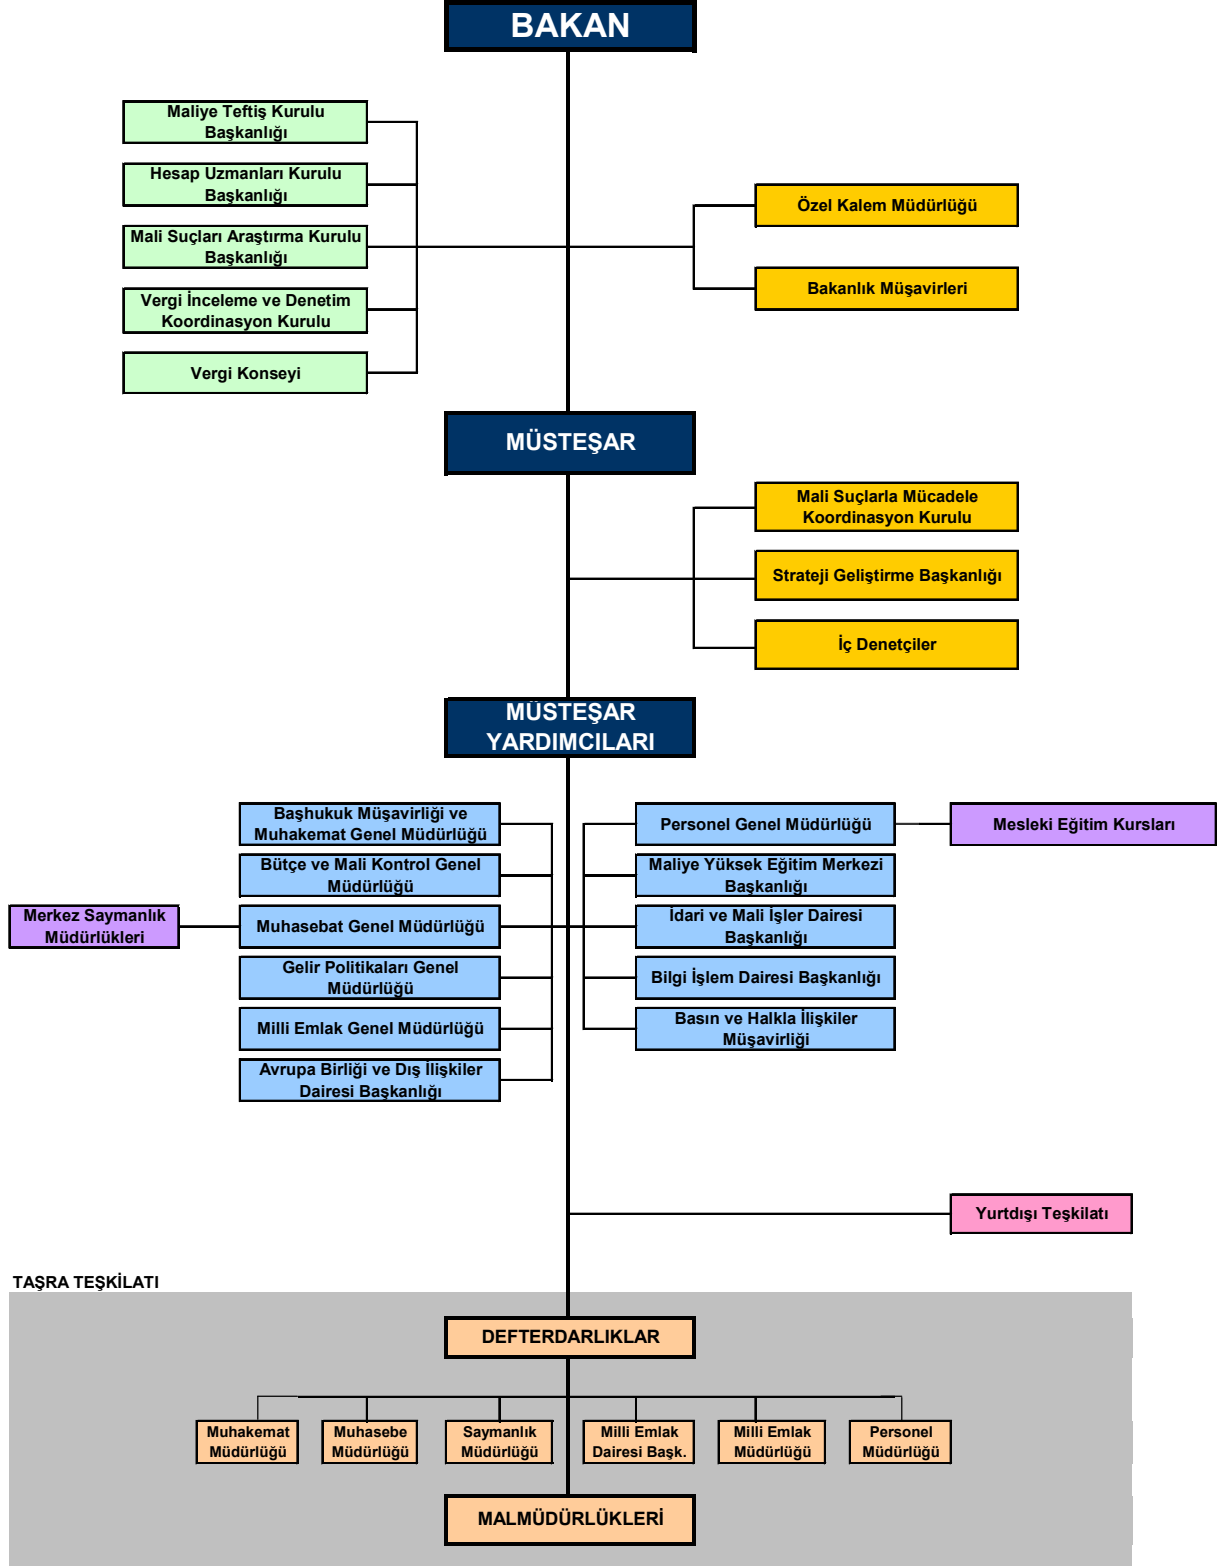 BAKAN
Maliye Teftiş Kurulu
Başkanlığı
Hesap Uzmanları Kurulu
Başkanlığı
Mali Suçları Araştırma Kurulu
Başkanlığı
Vergi İnceleme ve Denetim
Koordinasyon Kurulu
Vergi Konseyi
Özel Kalem Müdürlüğü
Bakanlık Müşavirleri
MÜSTEŞAR
Mali Suçlarla Mücadele
Koordinasyon Kurulu
Strateji Geliştirme Başkanlığı
İç Denetçiler
MÜSTEŞAR
YARDIMCILARI
Başhukuk Müşavirliği ve
Muhakemat Genel Müdürlüğü
Bütçe ve Mali Kontrol Genel
Müdürlüğü
Merkez Saymanlık
Müdürlükleri
Muhasebat Genel Müdürlüğü
Gelir Politikaları Genel
Müdürlüğü
Milli Emlak Genel Müdürlüğü
Avrupa Birliği ve Dış İlişkiler
Dairesi Başkanlığı
Personel Genel Müdürlüğü
Mesleki Eğitim Kursları
Maliye Yüksek Eğitim Merkezi
Başkanlığı
İdari ve Mali İşler Dairesi
Başkanlığı
Bilgi İşlem Dairesi Başkanlığı
Basın ve Halkla İlişkiler
Müşavirliği
Yurtdışı Teşkilatı
TAŞRA TEŞKİLATI
DEFTERDARLIKLAR
Muhakemat
Müdürlüğü
Muhasebe
Müdürlüğü
Saymanlık
Müdürlüğü
Milli Emlak
Dairesi Başk.
Milli Emlak
Müdürlüğü
Personel
Müdürlüğü
MALMÜDÜRLÜKLERİ